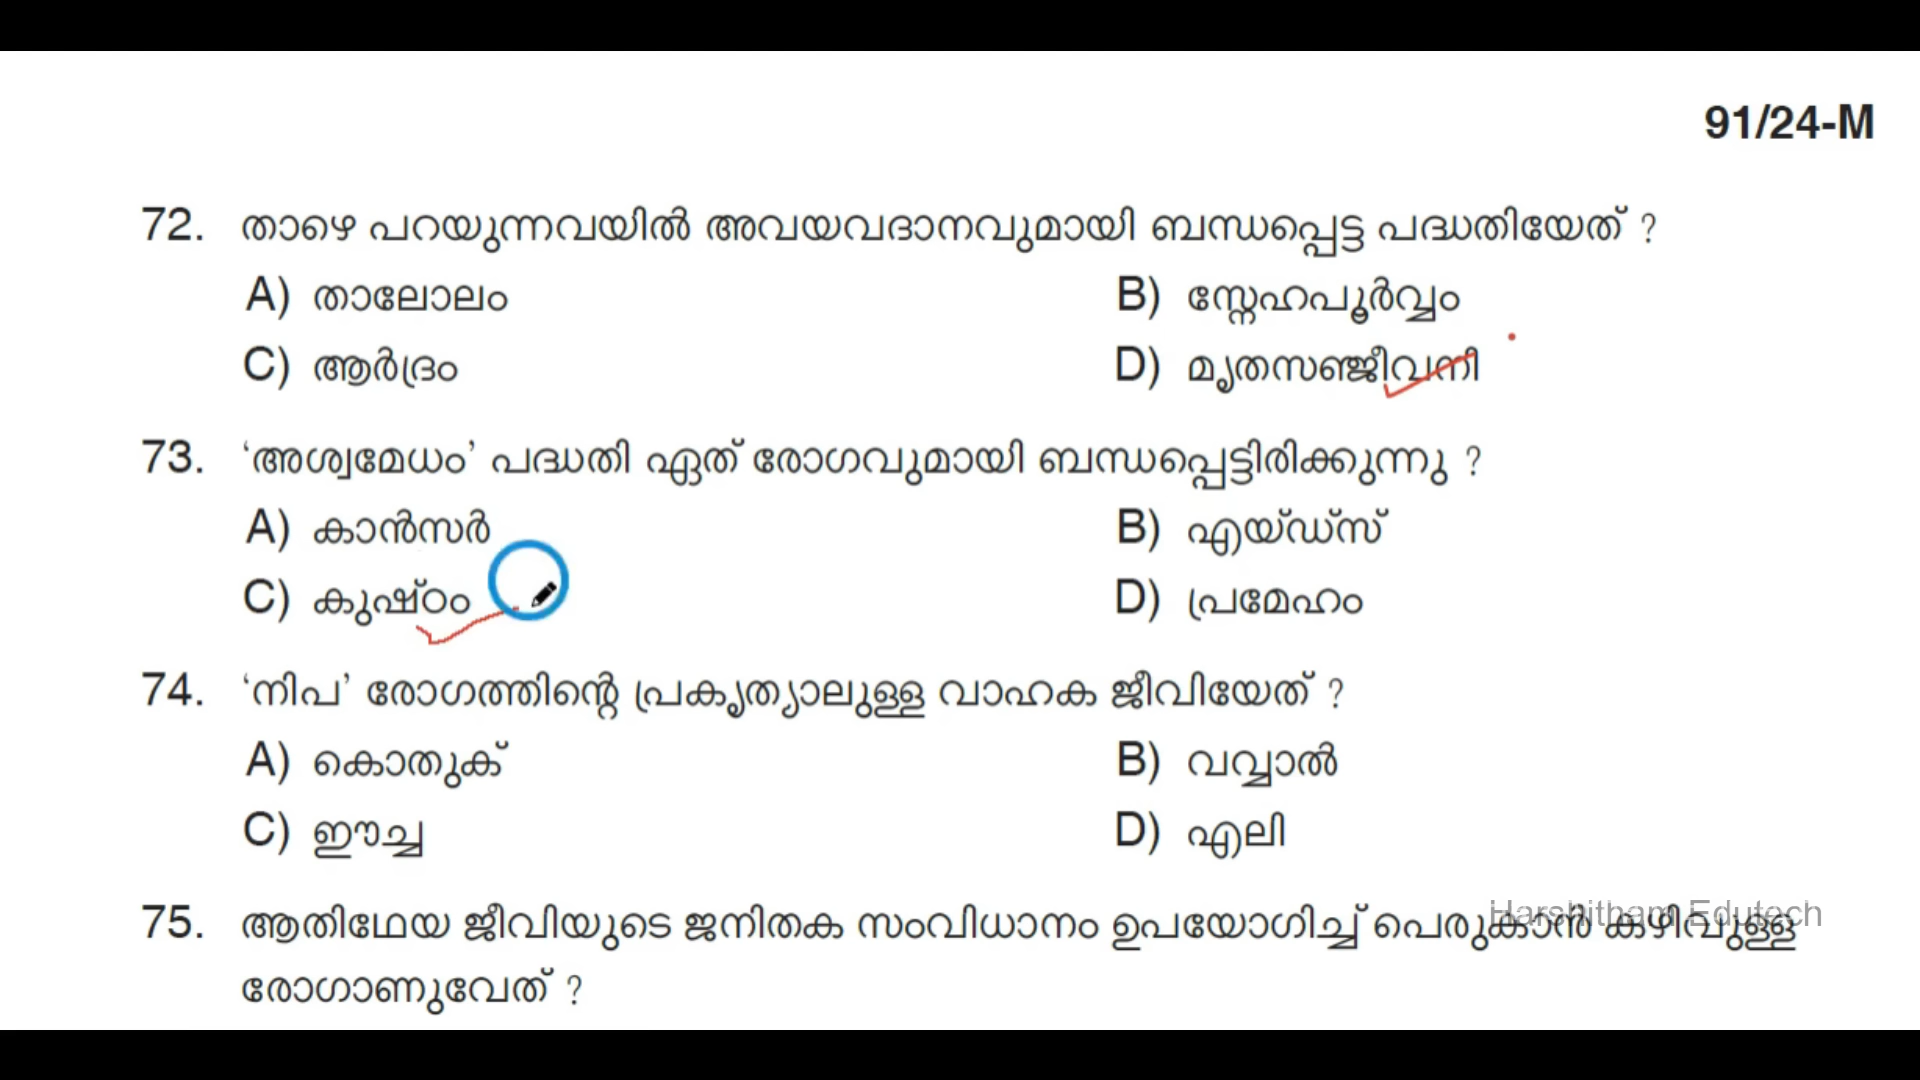 91/24-M
72. താഴെ പറയുന്നവയിൽ അവയവദാനവുമായി ബന്ധപ്പെട്ട പദ്ധതിയേത് ?
A) താലോലം B) സ്നേഹപൂർവ്വം
C) ആർദ്രം D) മൃതസഞ്ജീവനി
73. ‘അശ്വമേധം’ പദ്ധതി ഏത് രോഗവുമായി ബന്ധപ്പെട്ടിരിക്കുന്നു ?
A) കാൻസർ B) എയ്ഡ്സ്
C) കുഷ്ഠം D) പ്രമേഹം
74. ‘നിപ’ രോഗത്തിന്റെ പ്രകൃത്യാലുള്ള വാഹക ജീവിയേത് ?
A) കൊതുക് B) വവ്വാൽ
C) ഈച്ച D) എലി
75. ആതിഥേയ ജീവിയുടെ ജനിതക സംവിധാനം ഉപയോഗിച്ച് പെരുകാൻ കഴിവുള്ള
Harshitham Edutech
രോഗാണുവേത് ?